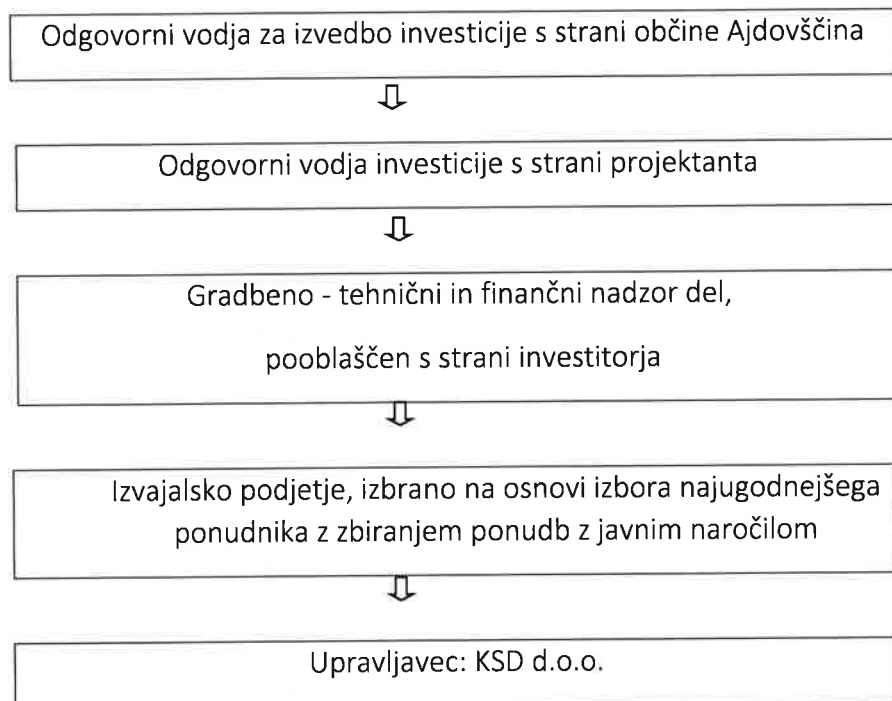 Odgovorni vodja za izvedbo investicije s strani občine Ajdovščina
Odgovorni vodja investicije s strani projektanta
Gradbeno - tehnični in finančni nadzor del,
pooblaščen s strani investitorja
Izvajalsko podjetje, izbrano na osnovi izbora najugodnejšega
ponudnika z zbiranjem ponudb z javnim naročilom
Upravljavec: KSD d.o.o.